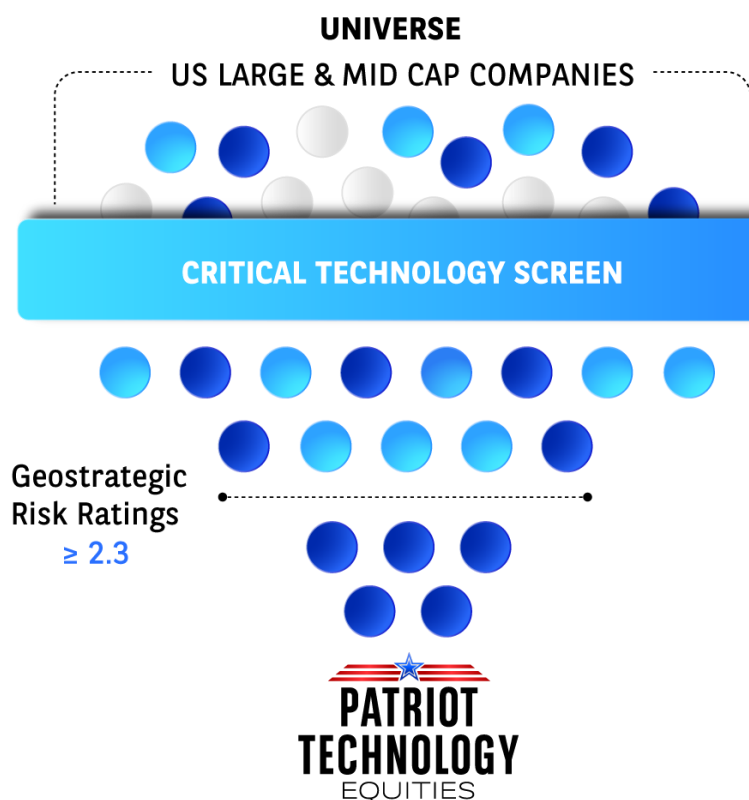 UNIVERSE
US LARGE & MID CAP COMPANIES
CRITICAL TECHNOLOGY SCREEN
Geostrategic
Risk Ratings
≥ 2.3
PATRIOT
TECHNOLOGY
EQUITIES